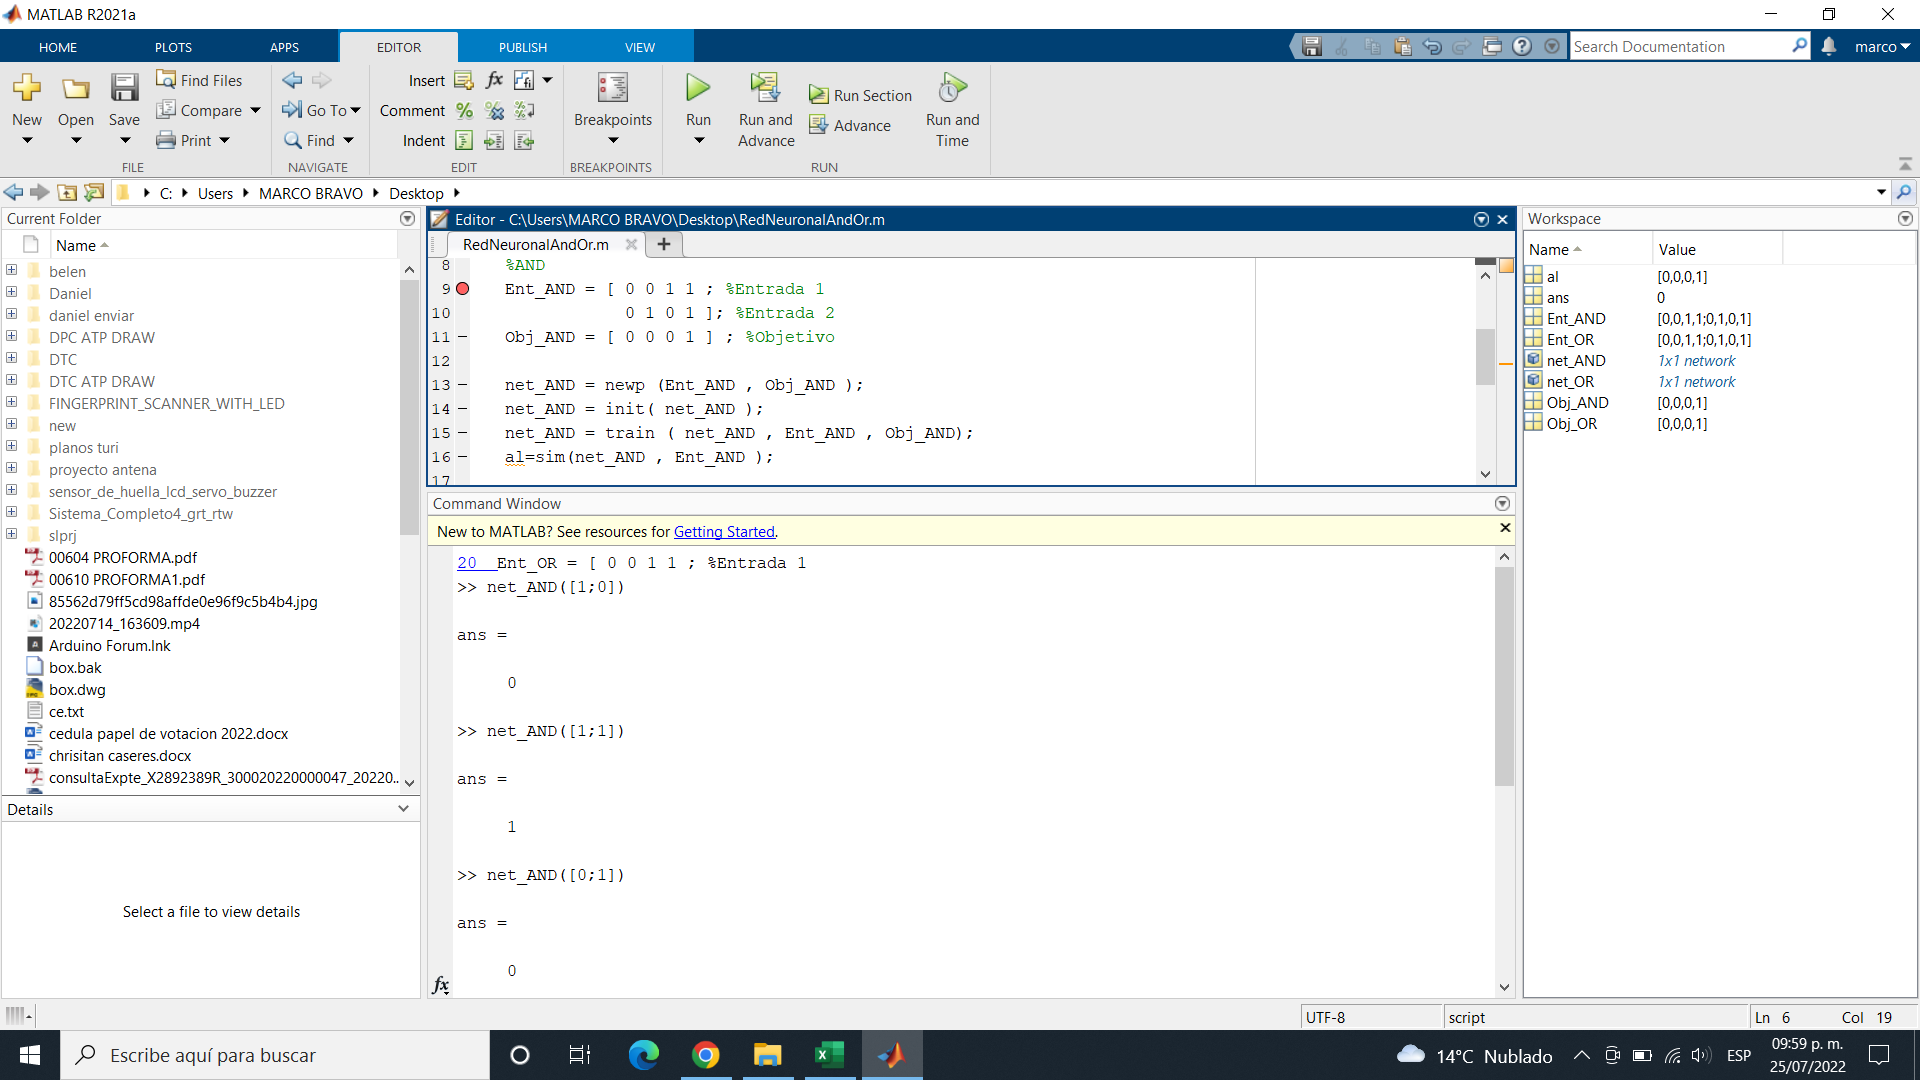 MATLAB R2021a
HOME PLOTS APPS EDITOR PUBLISH VIEW
Search Documentation
marco
New Open Save
Find Files
Compare
Print
FILE
Go To
Find
NAVIGATE
Insert fx
Comment
Indent
EDIT
Breakpoints
BREAKPOINTS
Run
Run and Advance
Run Section
Advance
Run and Time
RUN
C: Users MARCO BRAVO Desktop
Current Folder
Name
belen
Daniel
daniel enviar
DPC ATP DRAW
DTC
DTC ATP DRAW
FINGERPRINT_SCANNER_WITH_LED
new
planos turi
proyecto antena
sensor_de_huella_lcd_servo_buzzer
Sistema_Completo4_grt_rtw
slprj
00604 PROFORMA.pdf
00610 PROFORMA1.pdf
85562d79ff5cd98affde0e96f9c5b4b4.jpg
20220714_163609.mp4
Arduino Forum.lnk
box.bak
box.dwg
ce.txt
cedula papel de votacion 2022.docx
chrisitan caseres.docx
consultaExpte_X2892389R_300020220000047_20220..
Details
Select a file to view details
Editor - C:\Users\MARCO BRAVO\Desktop\RedNeuronalAndOr.m
RedNeuronalAndOr.m
8 %AND
9 Ent_AND = [ 0 0 1 1 ; %Entrada 1
10 0 1 0 1 ]; %Entrada 2
11 – Obj_AND = [ 0 0 0 1 ] ; %Objetivo
12
13 – net_AND = newp (Ent_AND , Obj_AND );
14 – net_AND = init( net_AND );
15 – net_AND = train ( net_AND , Ent_AND , Obj_AND);
16 – al=sim(net_AND , Ent_AND );
17
Command Window
New to MATLAB? See resources for Getting Started.
20 Ent_OR = [ 0 0 1 1 ; %Entrada 1
>> net_AND([1;0])
ans =
0
>> net_AND([1;1])
ans =
1
>> net_AND([0;1])
ans =
0
fx
Workspace
Name Value
al [0,0,0,1]
ans 0
Ent_AND [0,0,1,1;0,1,0,1]
Ent_OR [0,0,1,1;0,1,0,1]
net_AND 1x1 network
net_OR 1x1 network
Obj_AND [0,0,0,1]
Obj_OR [0,0,0,1]
UTF-8 script Ln 6 Col 19
Escribe aquí para buscar
14°C Nublado
ESP
09:59 p. m.
25/07/2022